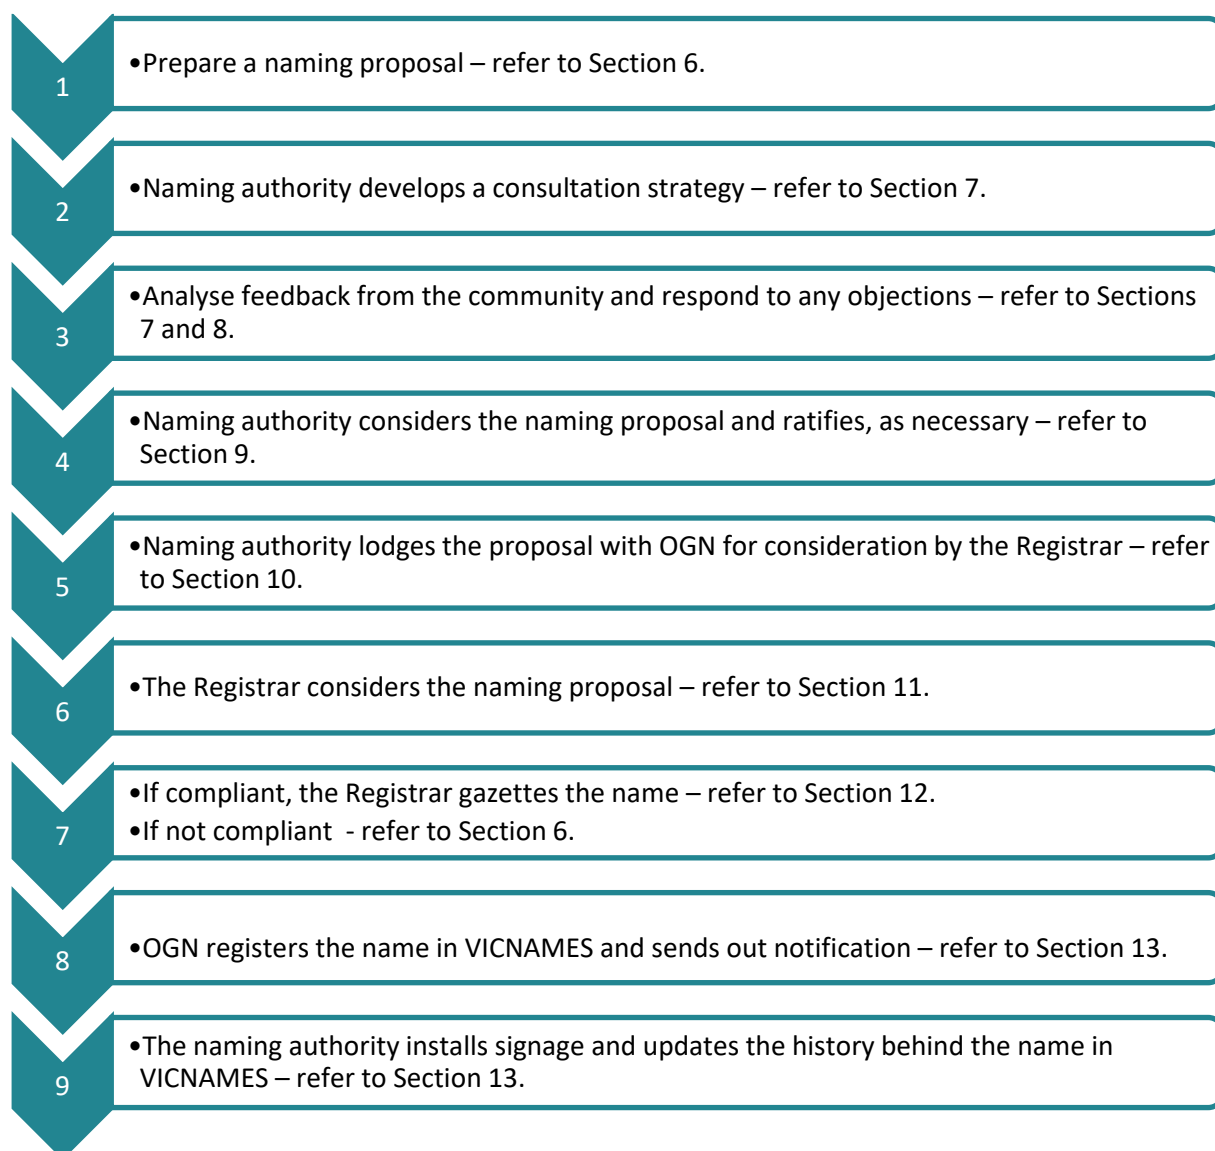 1
•Prepare a naming proposal – refer to Section 6.
2
•Naming authority develops a consultation strategy – refer to Section 7.
3
•Analyse feedback from the community and respond to any objections – refer to Sections
7 and 8.
4
•Naming authority considers the naming proposal and ratifies, as necessary – refer to
Section 9.
5
•Naming authority lodges the proposal with OGN for consideration by the Registrar – refer
to Section 10.
6
•The Registrar considers the naming proposal – refer to Section 11.
7
•If compliant, the Registrar gazettes the name – refer to Section 12.
•If not compliant - refer to Section 6.
8
•OGN registers the name in VICNAMES and sends out notification – refer to Section 13.
9
•The naming authority installs signage and updates the history behind the name in
VICNAMES – refer to Section 13.